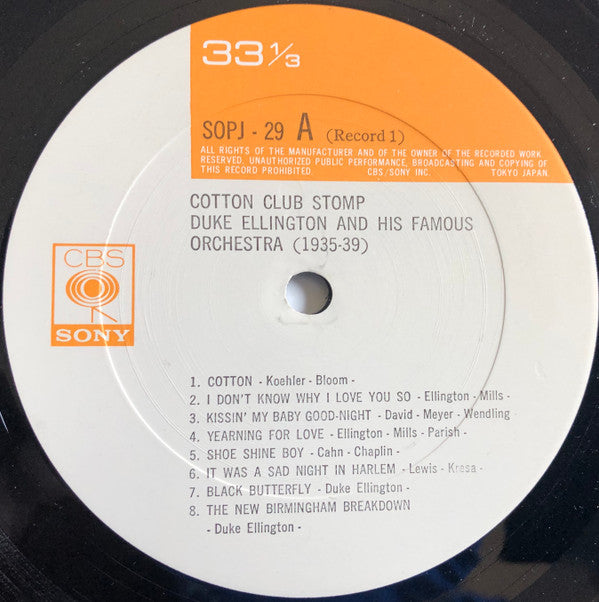 33 1/3
SOPJ - 29 A (Record 1)
ALL RIGHTS OF THE MANUFACTURER AND OF THE OWNER OF THE RECORDED WORK
RESERVED. UNAUTHORIZED PUBLIC PERFORMANCE, BROADCASTING AND COPYING OF
THIS RECORD PROHIBITED. CBS/SONY INC. TOKYO JAPAN.
COTTON CLUB STOMP
DUKE ELLINGTON AND HIS FAMOUS
ORCHESTRA (1935-39)
CBS
SONY
1. COTTON - Koehler - Bloom -
2. I DON'T KNOW WHY I LOVE YOU SO - Ellington - Mills -
3. KISSIN' MY BABY GOOD-NIGHT - David - Meyer - Wendling -
4. YEARNING FOR LOVE - Ellington - Mills - Parish -
5. SHOE SHINE BOY - Cahn - Chaplin -
6. IT WAS A SAD NIGHT IN HARLEM - Lewis - Kresa -
7. BLACK BUTTERFLY - Duke Ellington -
8. THE NEW BIRMINGHAM BREAKDOWN
- Duke Ellington -